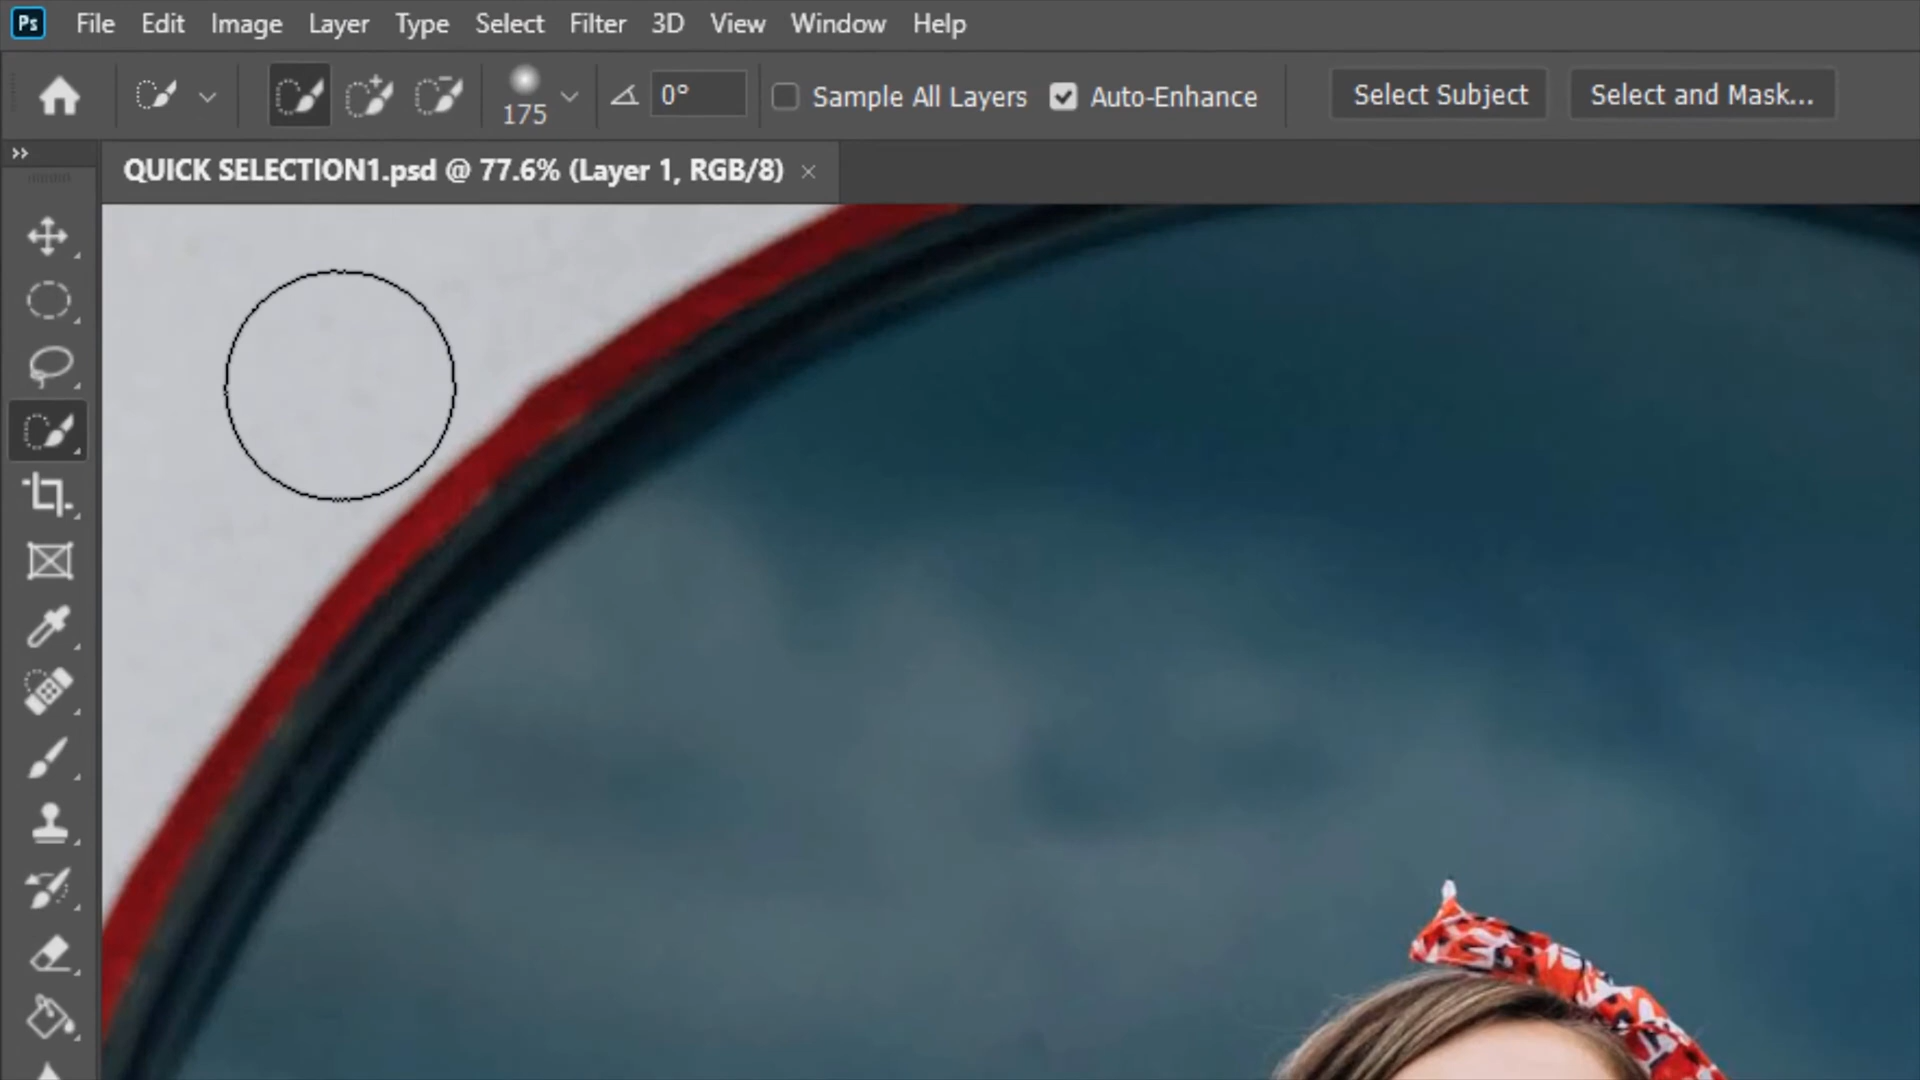 Ps File Edit Image Layer Type Select Filter 3D View Window Help
175 0° Sample All Layers Auto-Enhance Select Subject Select and Mask...
QUICK SELECTION1.psd @ 77.6% (Layer 1, RGB/8) ×